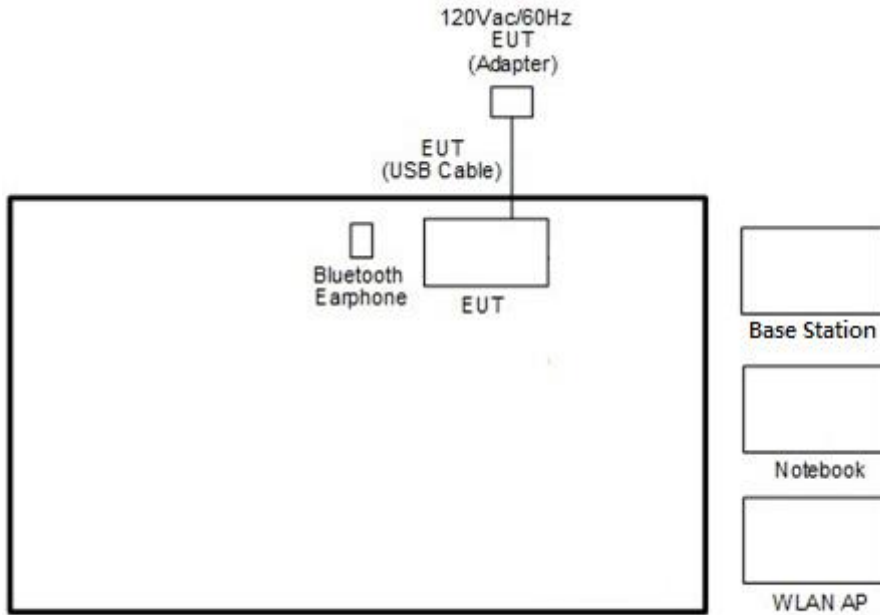 120Vac/60Hz
EUT
(Adapter)
EUT
(USB Cable)
Bluetooth
Earphone
EUT
Base Station
Notebook
WLAN AP